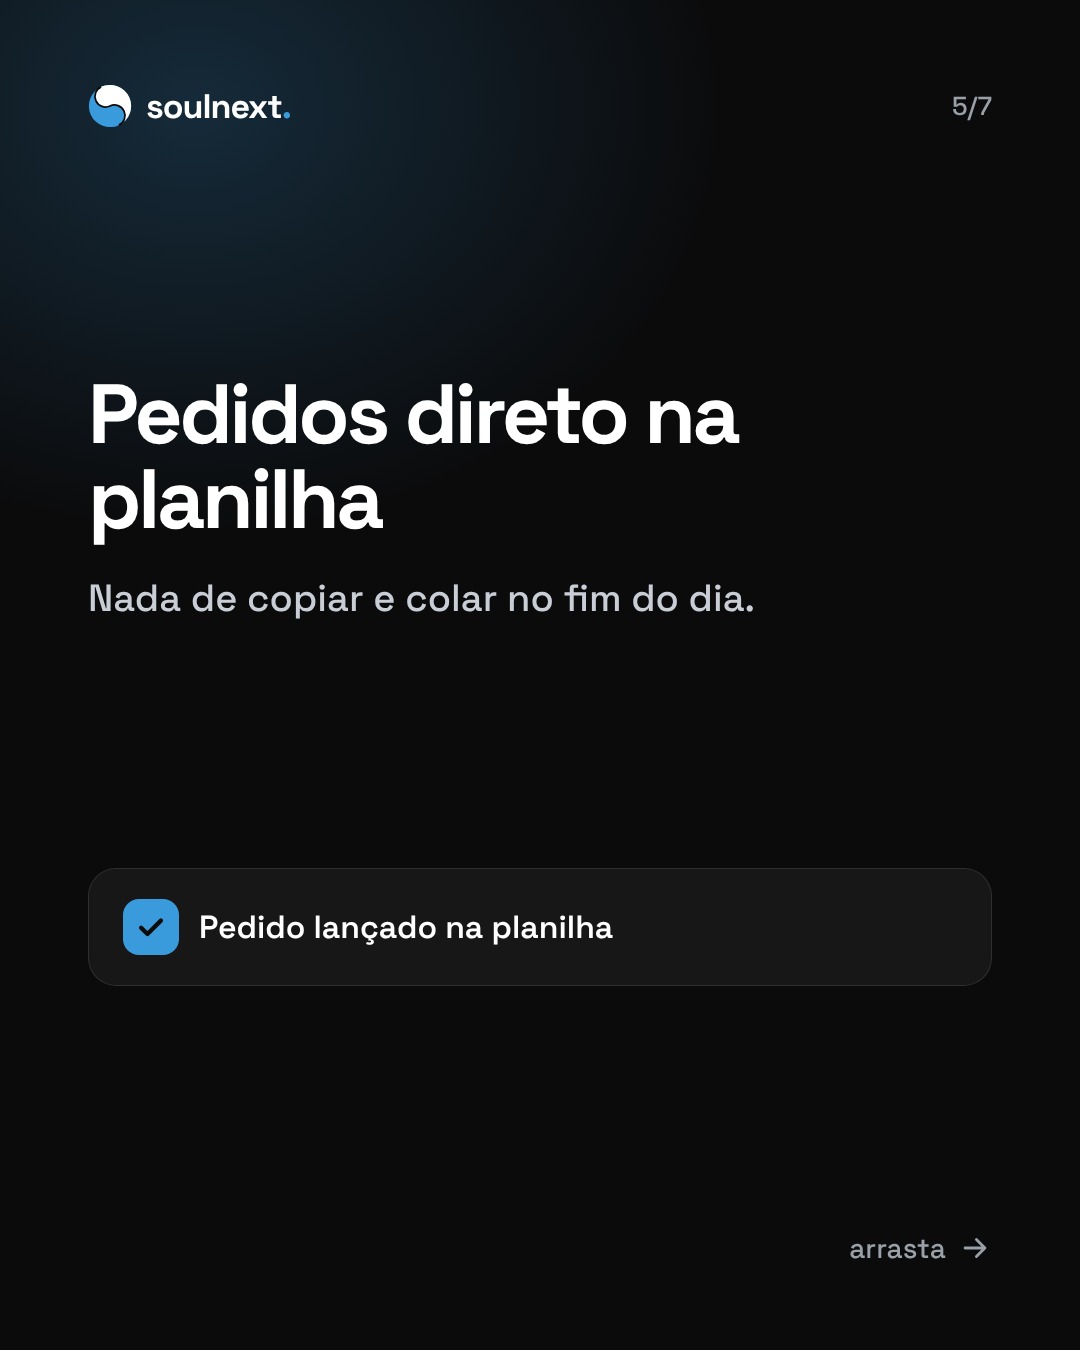 soulnext.
5/7
Pedidos direto na
planilha
Nada de copiar e colar no fim do dia.
Pedido lançado na planilha
arrasta →